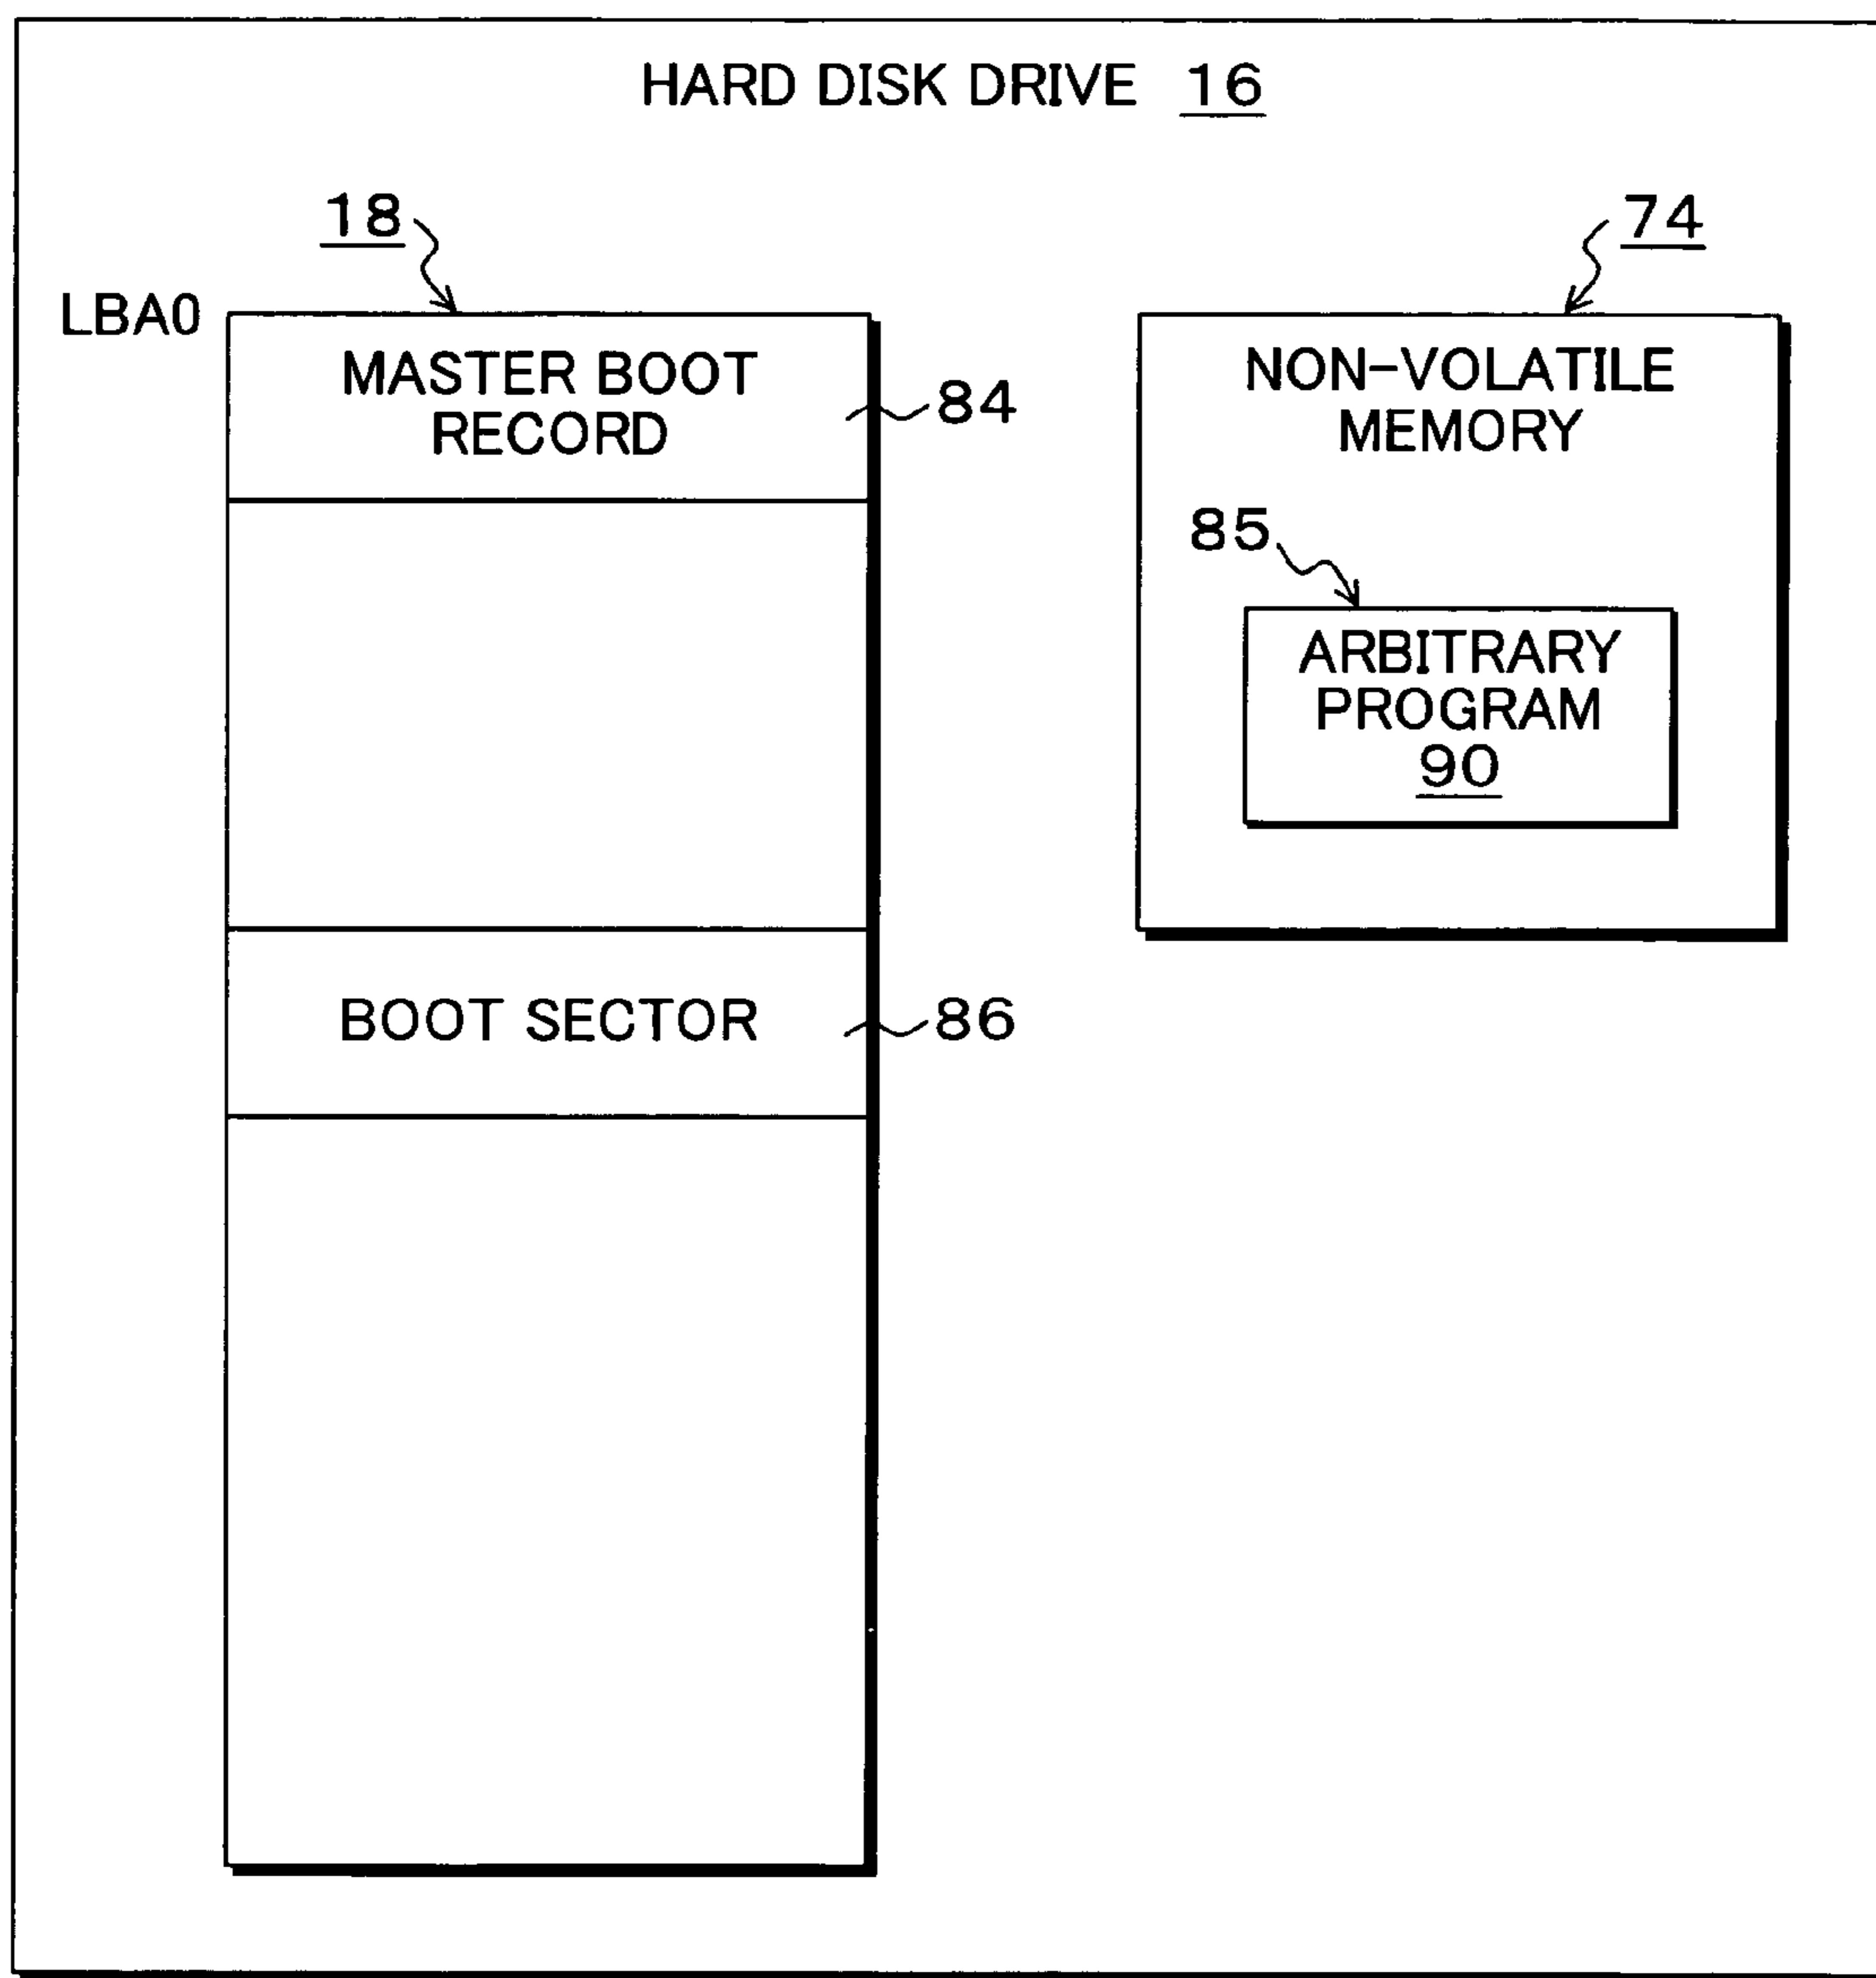 HARD DISK DRIVE 16
18
74
LBA0
MASTER BOOT
RECORD
84
NON-VOLATILE
MEMORY
85
ARBITRARY
PROGRAM
90
BOOT SECTOR
86